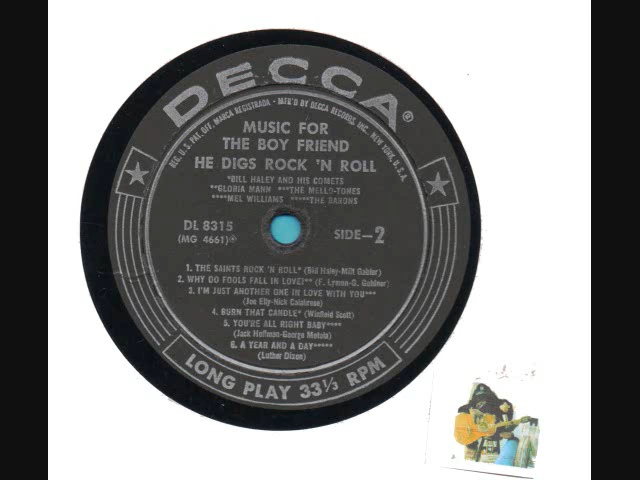 DECCA®
REG. U.S. PAT. OFF. MARCA REGISTRADA • MFR'D BY DECCA RECORDS, INC., NEW YORK, U.S.A.
MUSIC FOR
THE BOY FRIEND
HE DIGS ROCK 'N ROLL
*BILL HALEY AND HIS COMETS
**GLORIA MANN ***THE MELLO-TONES
****MEL WILLIAMS *****THE BARONS
DL 8315
(MG 4661)
SIDE—2
1. THE SAINTS ROCK 'N ROLL* (Bill Haley-Milt Gabler)
2. WHY DO FOOLS FALL IN LOVE** (F. Lymon-G. Goldner)
3. I'M JUST ANOTHER ONE IN LOVE WITH YOU***
(Joe Elly-Nick Calabrese)
4. BURN THAT CANDLE* (Winfield Scott)
5. YOU'RE ALL RIGHT BABY****
(Jack Hoffman-George Motola)
6. A YEAR AND A DAY*****
(Luther Dixon)
LONG PLAY 33⅓ RPM